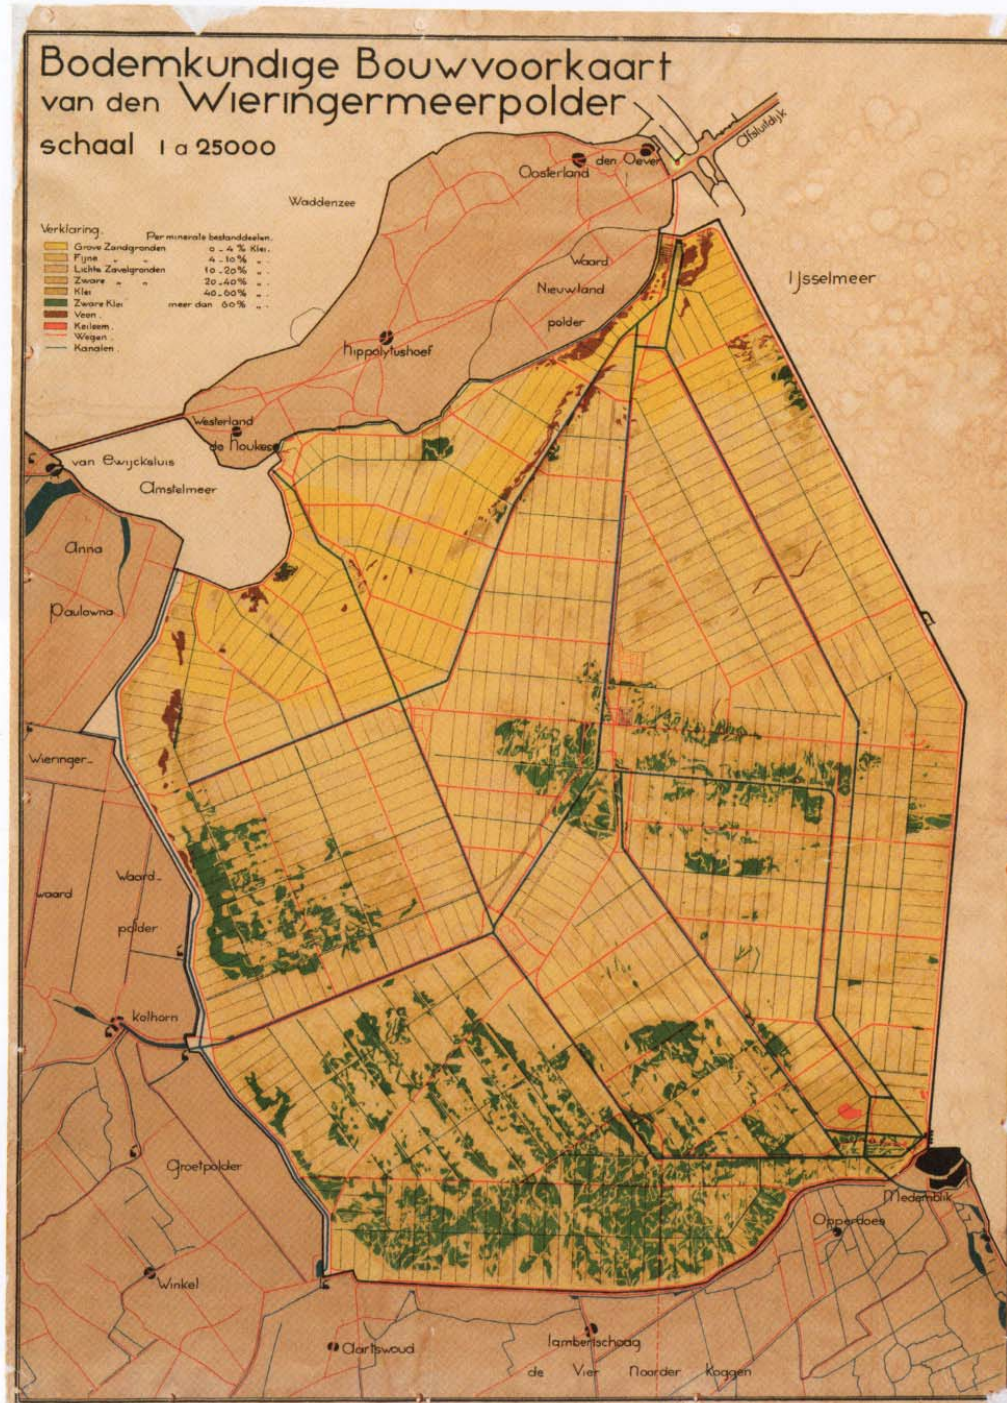 Bodemkundige Bouwvoorkaart
van den Wieringermeerpolder
schaal 1 a 25000
Afsluitdijk
den Oever
Oosterland
Waddenzee
Verklaring.
Per minerale bestanddeelen.
Grove Zandgronden 0 - 4 % Klei.
Fijne „ „ 4 - 10 % „ .
Lichte Zavelgronden 10 - 20% „ .
Zware „ „ 20 - 40% „ .
Klei 40 - 60% „ .
Zware Klei meer dan 60% „ .
Veen.
Keileem.
Wegen.
Kanalen.
Waard
Nieuwland
polder
IJsselmeer
Hippolytushoef
Westerland
de Houkes
van Ewijcksluis
Amstelmeer
Anna
Paulowna
Wieringer-
waard
Waard-
polder
Kolhorn
Groetpolder
Medemblik
Opperdoes
Winkel
Aartswoud
lambertschaag
de Vier Noorder Koggen